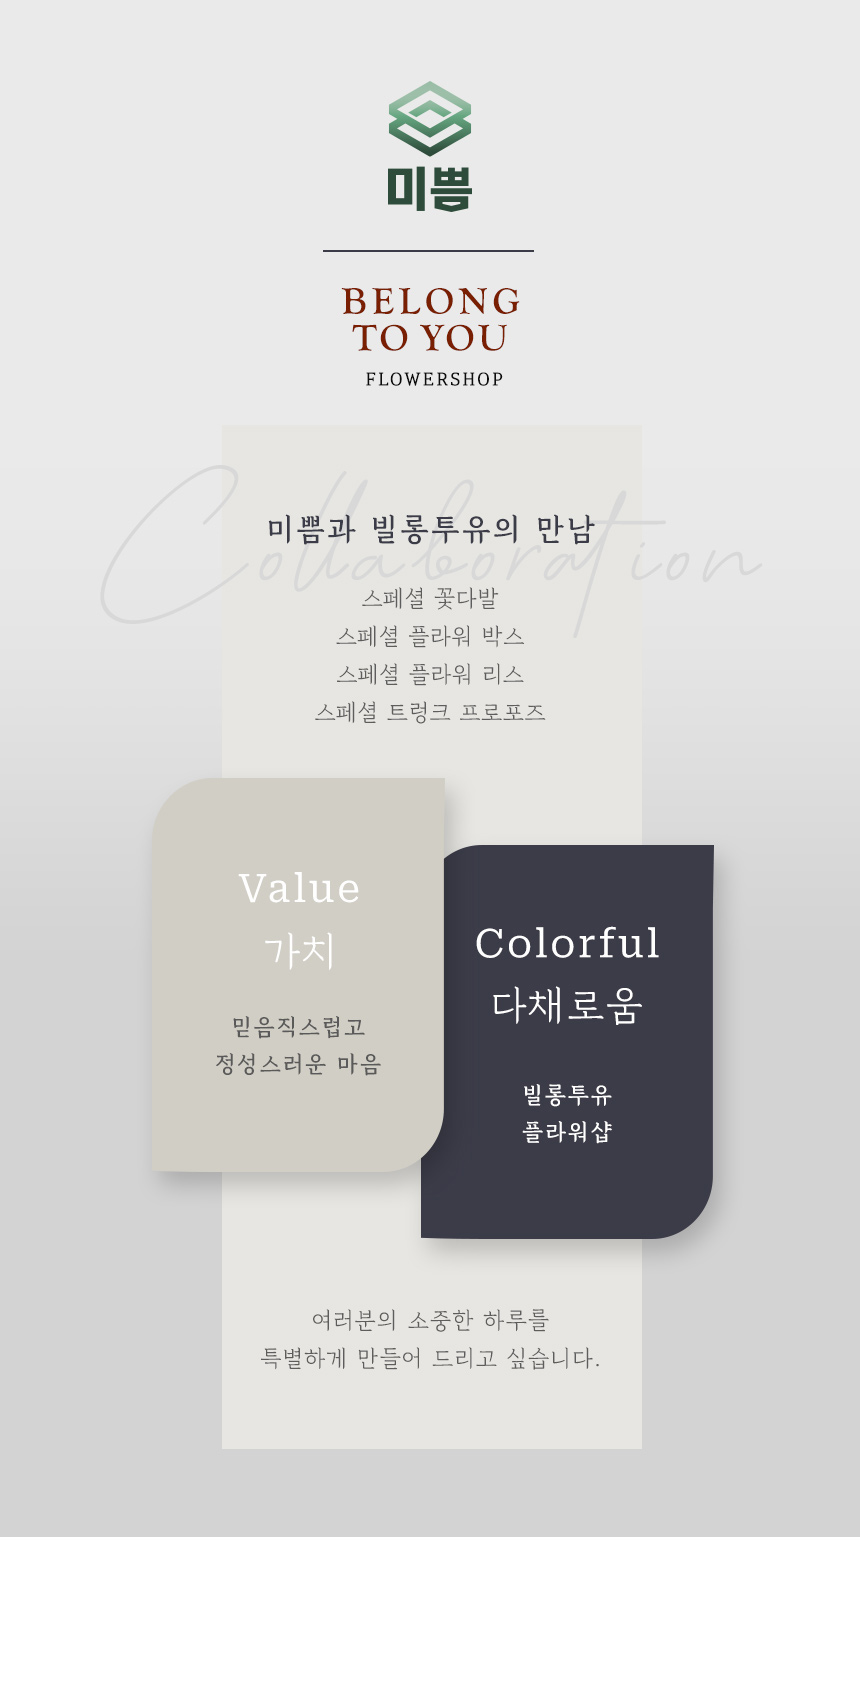 미쁨
BELONG
TO YOU
FLOWERSHOP
Collaboration
미쁨과 빌롱투유의 만남
스페셜 꽃다발
스페셜 플라워 박스
스페셜 플라워 리스
스페셜 트렁크 프로포즈
Value
가치
믿음직스럽고
정성스러운 마음
Colorful
다채로움
빌롱투유
플라워샵
여러분의 소중한 하루를
특별하게 만들어 드리고 싶습니다.